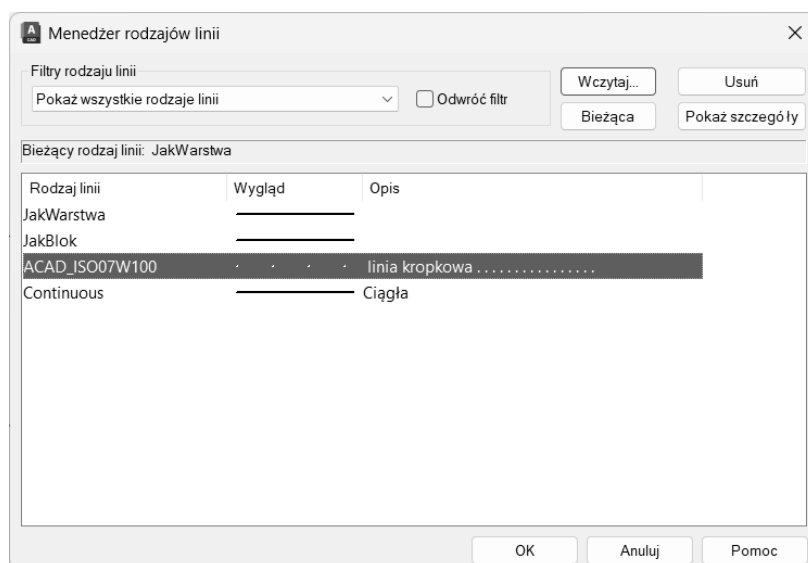 A CAD Menedżer rodzajów linii
Filtry rodzaju linii
Pokaż wszystkie rodzaje linii Odwróć filtr Wczytaj... Usuń
Bieżąca Pokaż szczegóły
Bieżący rodzaj linii: JakWarstwa
Rodzaj linii Wygląd Opis
JakWarstwa
JakBlok
ACAD_ISO07W100 linia kropkowa . . . . . . . . . . . . . . . .
Continuous Ciągła
OK Anuluj Pomoc